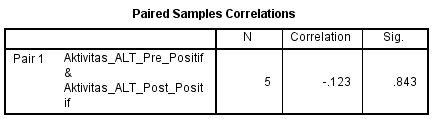 Paired Samples Correlations
N Correlation Sig.
Pair 1 Aktivitas_ALT_Pre_Positif
&
Aktivitas_ALT_Post_Posit
if 5 -.123 .843